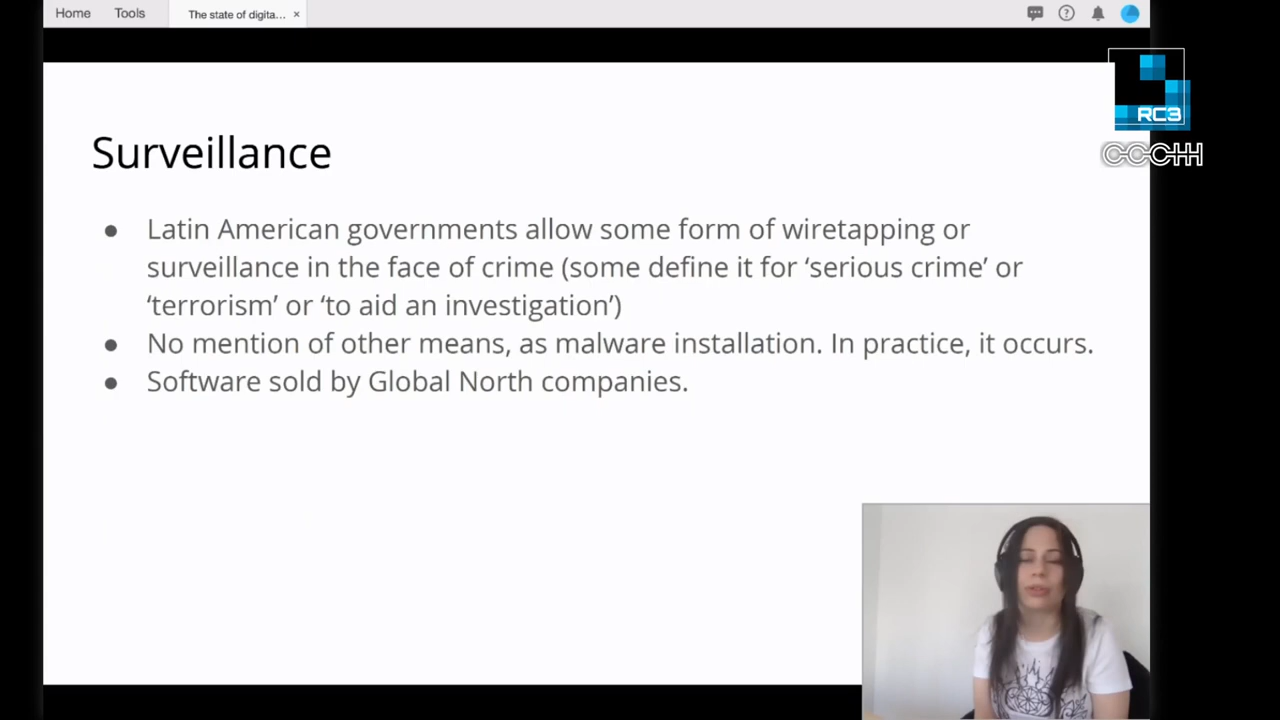 Home Tools The state of digita... ×
RC3
CCCHH
Surveillance
● Latin American governments allow some form of wiretapping or
surveillance in the face of crime (some define it for ‘serious crime’ or
‘terrorism’ or ‘to aid an investigation’)
● No mention of other means, as malware installation. In practice, it occurs.
● Software sold by Global North companies.